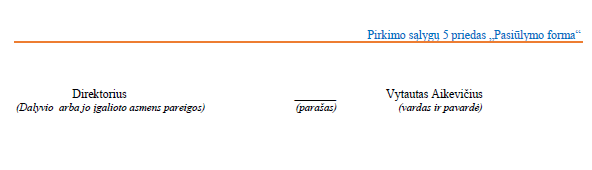 Pirkimo sąlygų 5 priedas „Pasiūlymo forma“
Direktorius Vytautas Aikevičius
(Dalyvio arba jo įgalioto asmens pareigos) (parašas) (vardas ir pavardė)